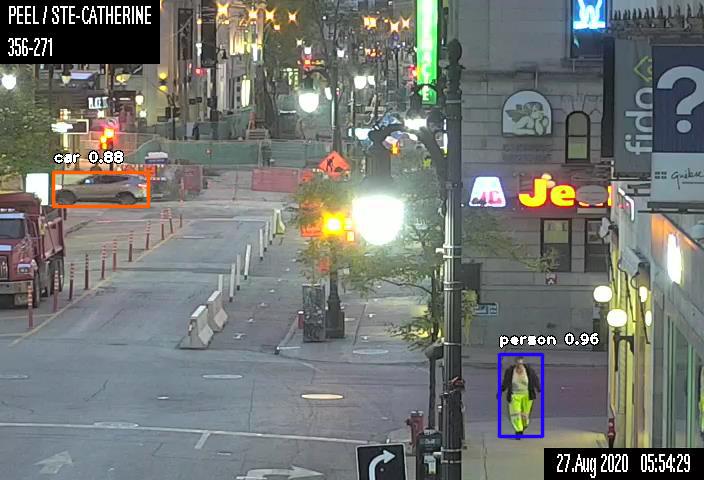 PEEL / STE-CATHERINE
356-271
car 0.88
fido
?
Jea
person 0.96
27.Aug 2020 05:54:29